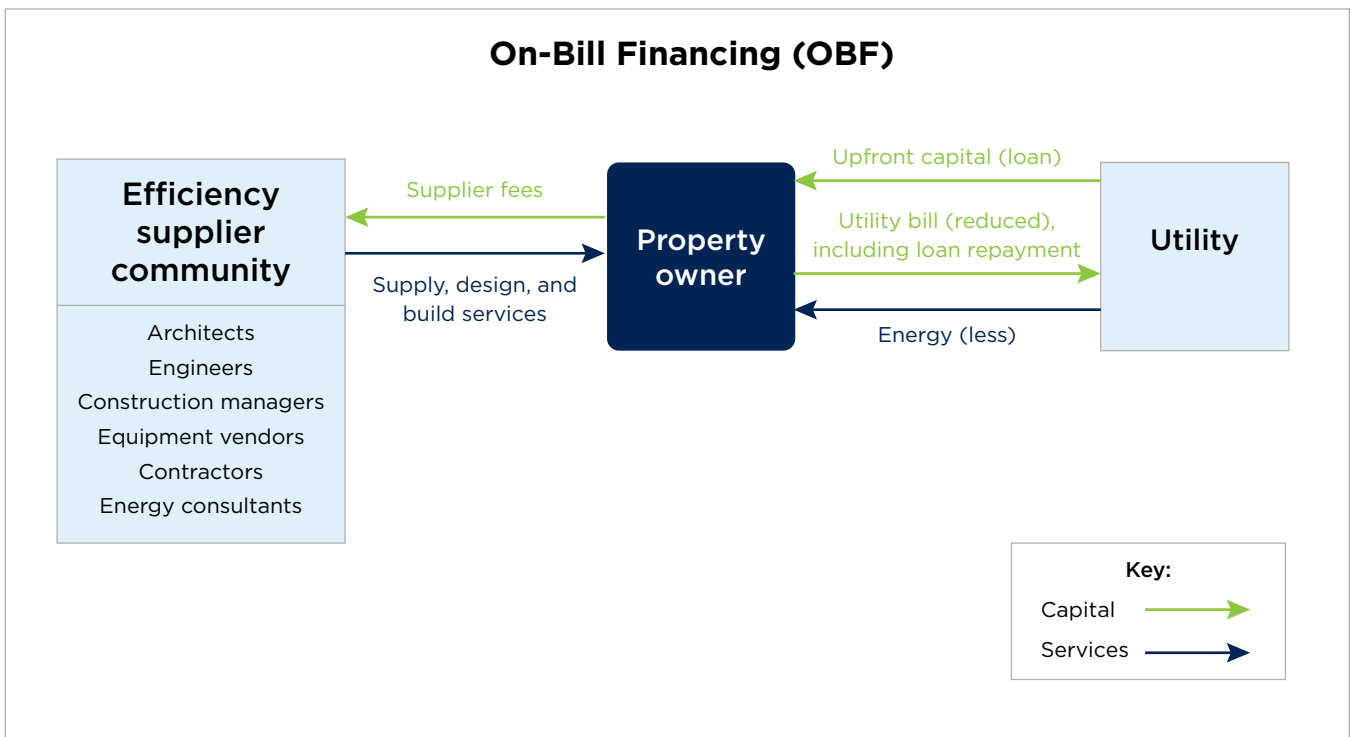 On-Bill Financing (OBF)
Efficiency
supplier
community
Architects
Engineers
Construction managers
Equipment vendors
Contractors
Energy consultants
Supplier fees
Supply, design, and
build services
Property
owner
Upfront capital (loan)
Utility bill (reduced),
including loan repayment
Energy (less)
Utility
Key:
Capital
Services